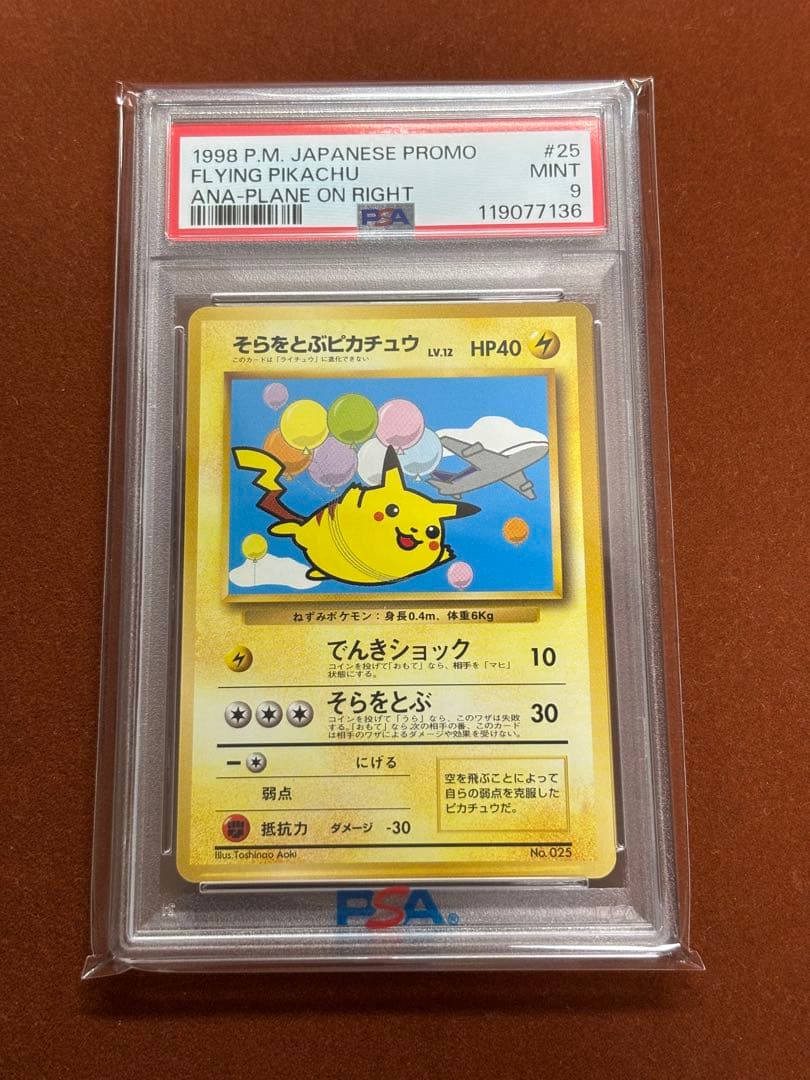 1998 P.M. JAPANESE PROMO #25
FLYING PIKACHU MINT
ANA-PLANE ON RIGHT 9
PSA 119077136
そらをとぶピカチュウ LV.12 HP40
このカードは「ライチュウ」に進化できない
ねずみポケモン：身長0.4m、体重6Kg
でんきショック 10
コインを投げて「おもて」なら、相手を「マヒ」
状態にする。
そらをとぶ 30
コインを投げて「うら」なら、このワザは失敗
する。「おもて」なら次の相手の番、このカード
は相手のワザによるダメージや効果を受けない。
にげる
弱点
抵抗力 ダメージ -30
空を飛ぶことによって
自らの弱点を克服した
ピカチュウだ。
Illus.Toshinao Aoki No.025
PSA®